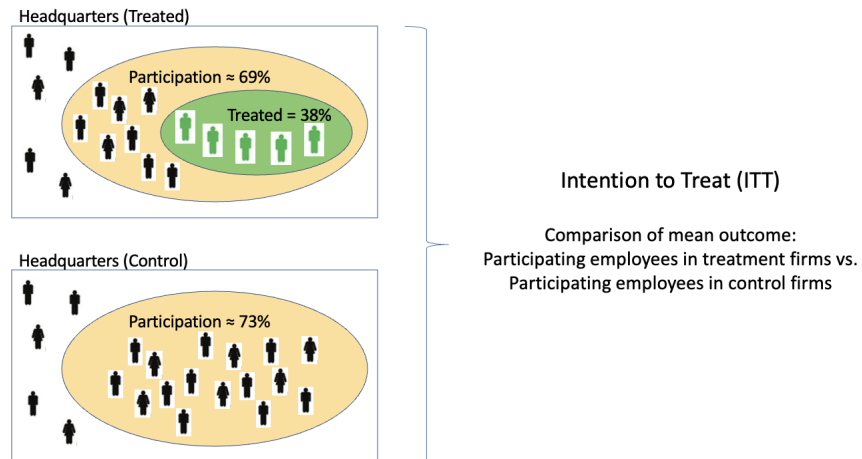 Headquarters (Treated)
Participation ≈ 69%
Treated = 38%
Headquarters (Control)
Participation ≈ 73%
Intention to Treat (ITT)
Comparison of mean outcome:
Participating employees in treatment firms vs.
Participating employees in control firms